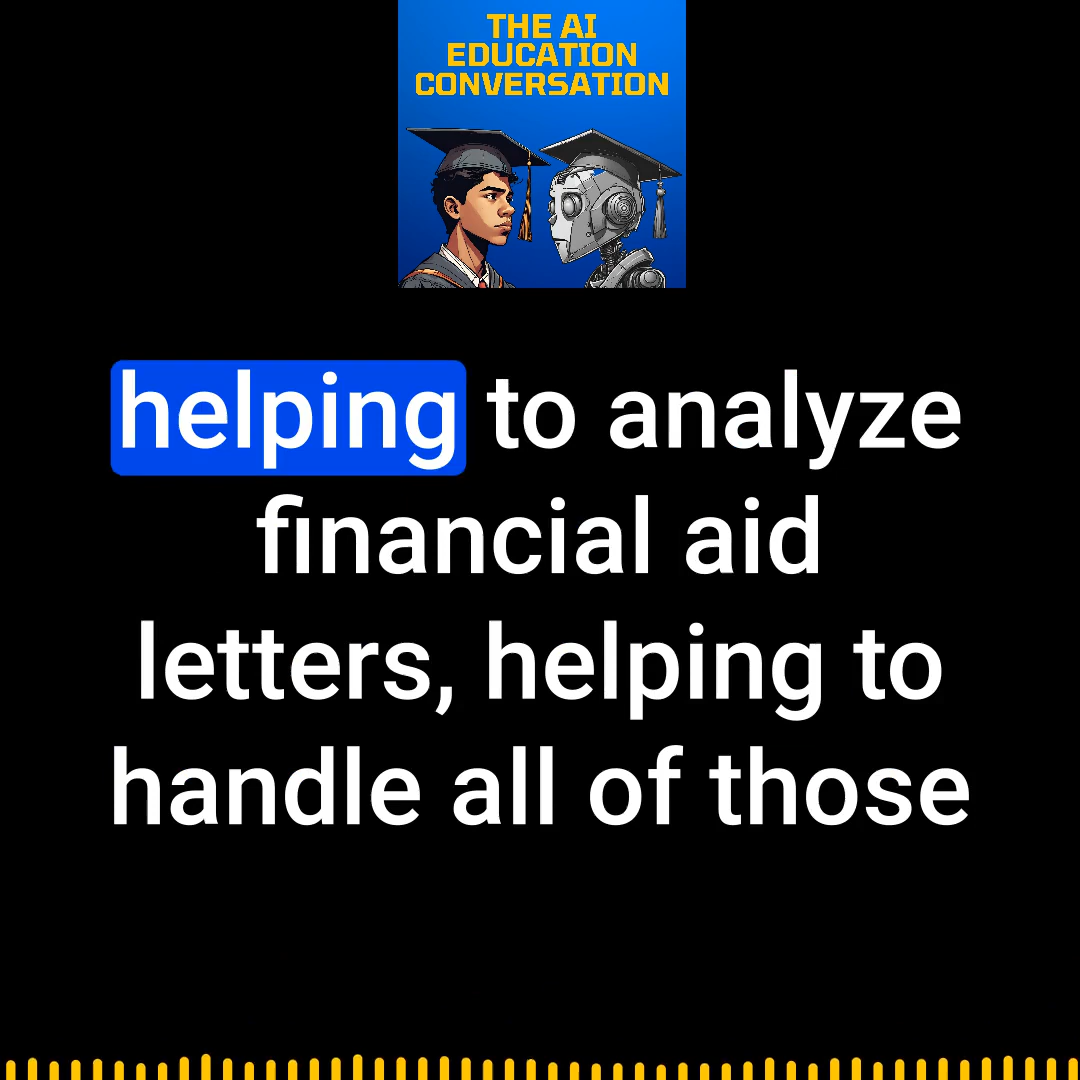 THE AI
EDUCATION
CONVERSATION
helping to analyze
financial aid
letters, helping to
handle all of those